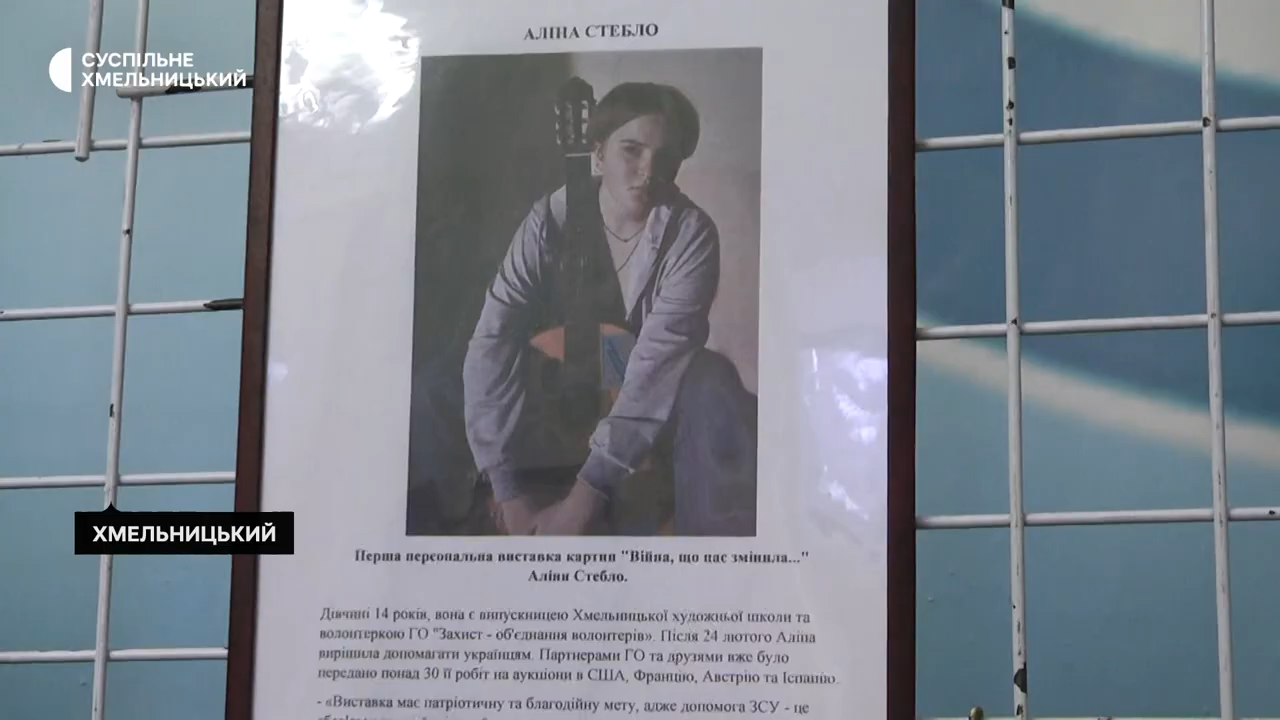 СУСПІЛЬНЕ
ХМЕЛЬНИЦЬКИЙ
АЛІНА СТЕБЛО
ХМЕЛЬНИЦЬКИЙ
Перша персональна виставка картин "Війна, що нас змінила..."
Аліни Стебло.
Дівчині 14 років, вона є випускницею Хмельницької художньої школи та
волонтеркою ГО "Захист - об'єднання волонтерів». Після 24 лютого Аліна
вирішила допомагати українцям. Партнерами ГО та друзями вже було
передано понад 30 її робіт на аукціони в США, Францію, Австрію та Іспанію.
- «Виставка має патріотичну та благодійну мету, адже допомога ЗСУ - це